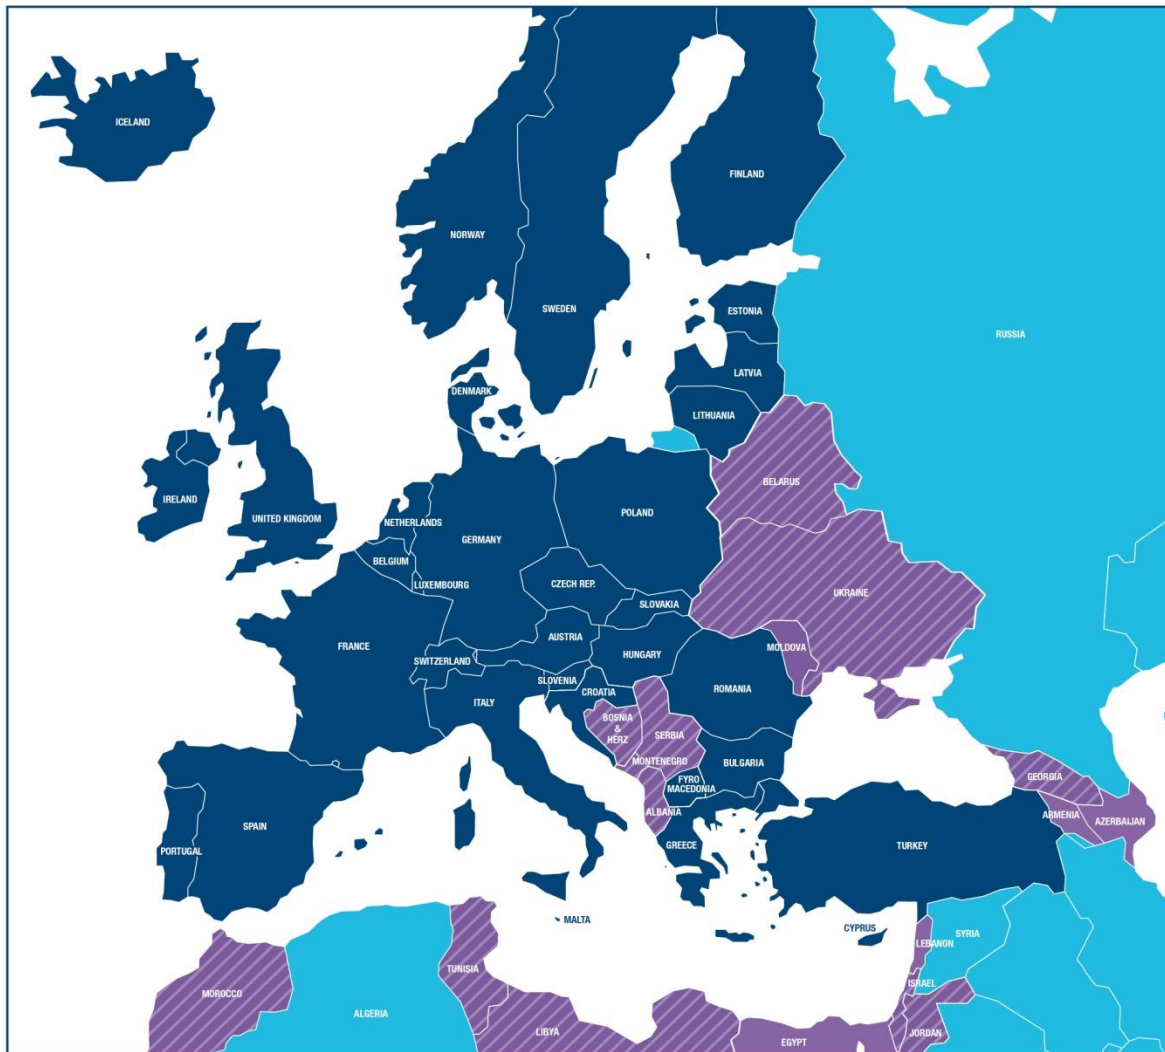 ICELAND
FINLAND
NORWAY
SWEDEN
ESTONIA
RUSSIA
LATVIA
DENMARK
LITHUANIA
BELARUS
IRELAND
UNITED KINGDOM
NETHERLANDS
POLAND
GERMANY
BELGIUM
CZECH REP.
LUXEMBOURG
UKRAINE
SLOVAKIA
AUSTRIA
FRANCE
MOLDOVA
HUNGARY
SWITZERLAND
SLOVENIA
ROMANIA
CROATIA
ITALY
BOSNIA
&
HERZ
SERBIA
MONTENEGRO
BULGARIA
FYRO
MACEDONIA
GEORGIA
ALBANIA
ARMENIA
AZERBAIJAN
SPAIN
GREECE
TURKEY
PORTUGAL
MALTA
CYPRUS
SYRIA
LEBANON
TUNISIA
ISRAEL
MOROCCO
ALGERIA
LIBYA
JORDAN
EGYPT